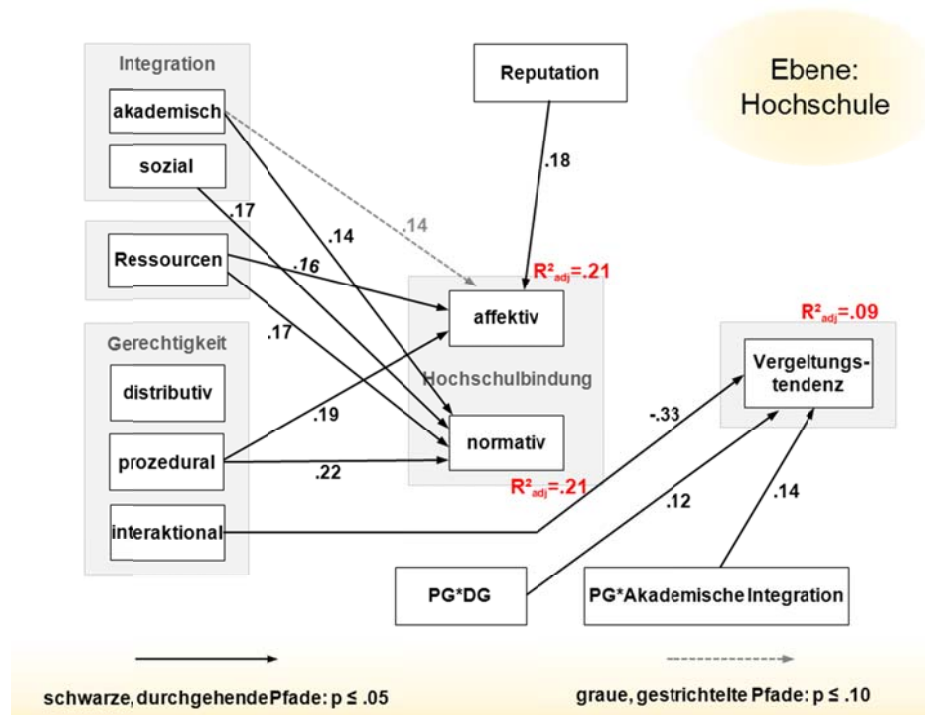 Integration
akademisch
sozial
Reputation
Ebene:
Hochschule
.18
.17
.14
.14
Ressourcen
.16
.17
R²adj=.21
affektiv
Hochschulbindung
normativ
R²adj=.21
Gerechtigkeit
distributiv
prozedural
interaktional
.19
.22
R²adj=.09
Vergeltungs-
tendenz
-.33
.12
.14
PG*DG
PG*Akademische Integration
schwarze, durchgehende Pfade: p ≤ .05
graue, gestrichtelte Pfade: p ≤ .10